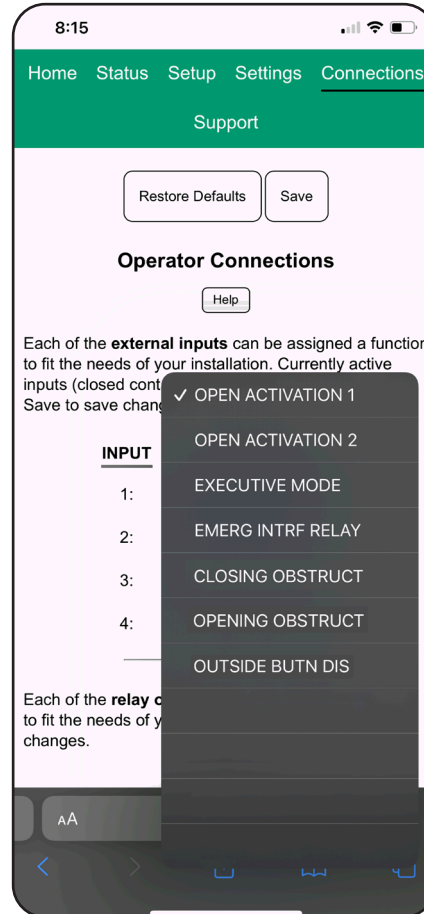 8:15
Home Status Setup Settings Connections
Support
Restore Defaults Save
Operator Connections
Help
Each of the external inputs can be assigned a function
to fit the needs of your installation. Currently active
inputs (closed cont
Save to save chang
INPUT
1:
2:
3:
4:
✓ OPEN ACTIVATION 1
OPEN ACTIVATION 2
EXECUTIVE MODE
EMERG INTRF RELAY
CLOSING OBSTRUCT
OPENING OBSTRUCT
OUTSIDE BUTN DIS
Each of the relay
to fit the needs of
changes.
AA